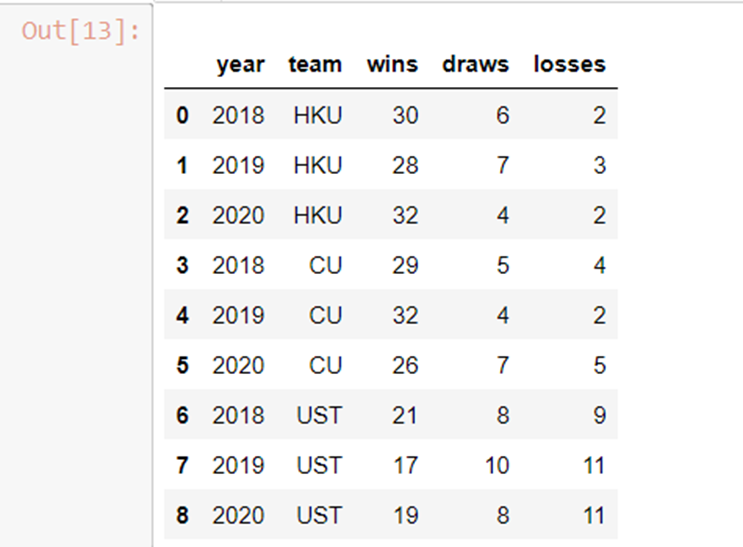 Out[13]:
year team wins draws losses
0 2018 HKU 30 6 2
1 2019 HKU 28 7 3
2 2020 HKU 32 4 2
3 2018 CU 29 5 4
4 2019 CU 32 4 2
5 2020 CU 26 7 5
6 2018 UST 21 8 9
7 2019 UST 17 10 11
8 2020 UST 19 8 11